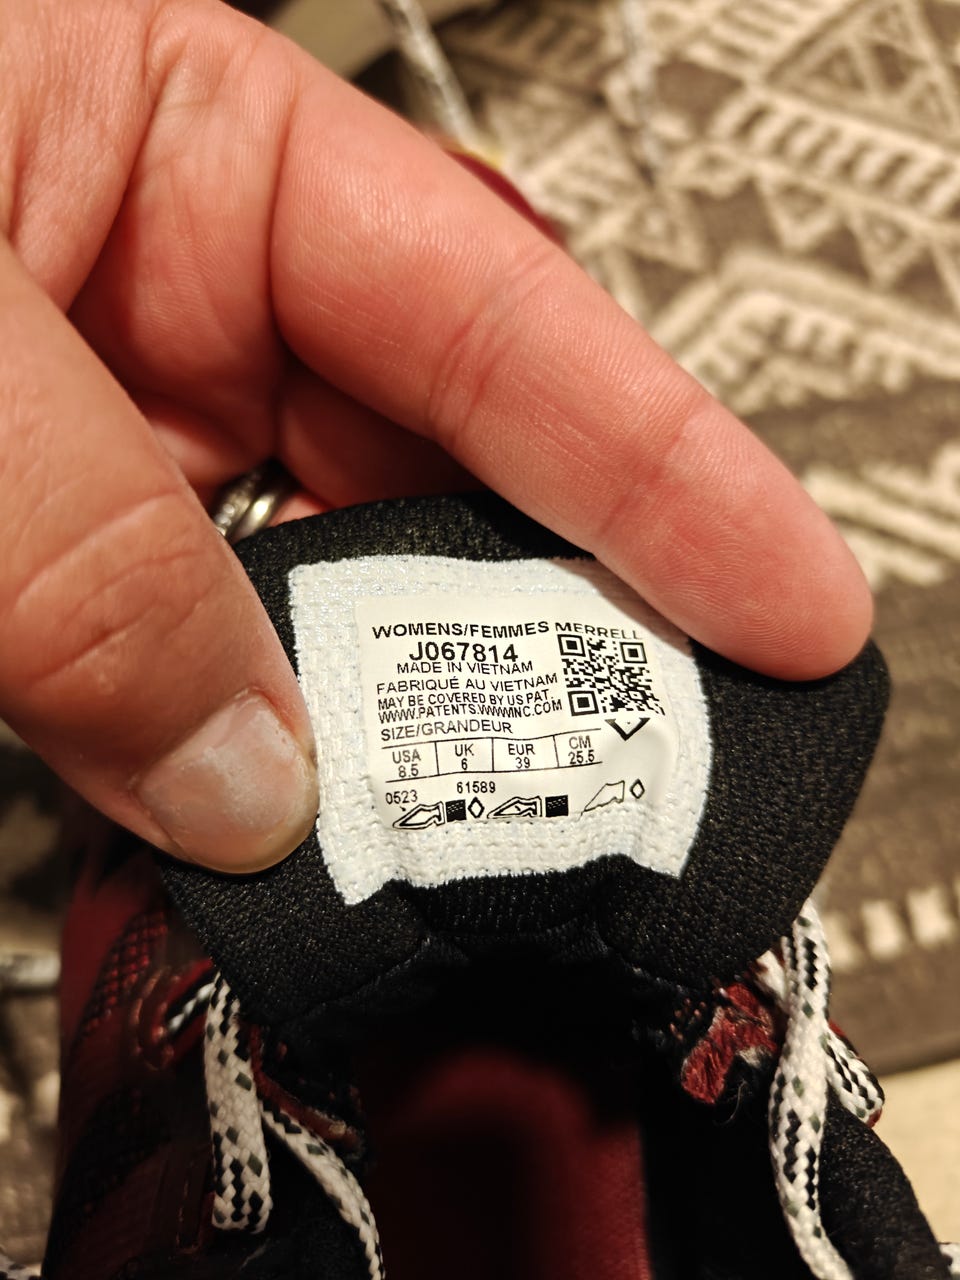 WOMENS/FEMMES MERRELL
J067814
MADE IN VIETNAM
FABRIQUÉ AU VIETNAM
MAY BE COVERED BY US PAT.
WWW.PATENTS.WWWINC.COM
SIZE/GRANDEUR
USA UK EUR CM
8.5 6 39 25.5
0523 61589